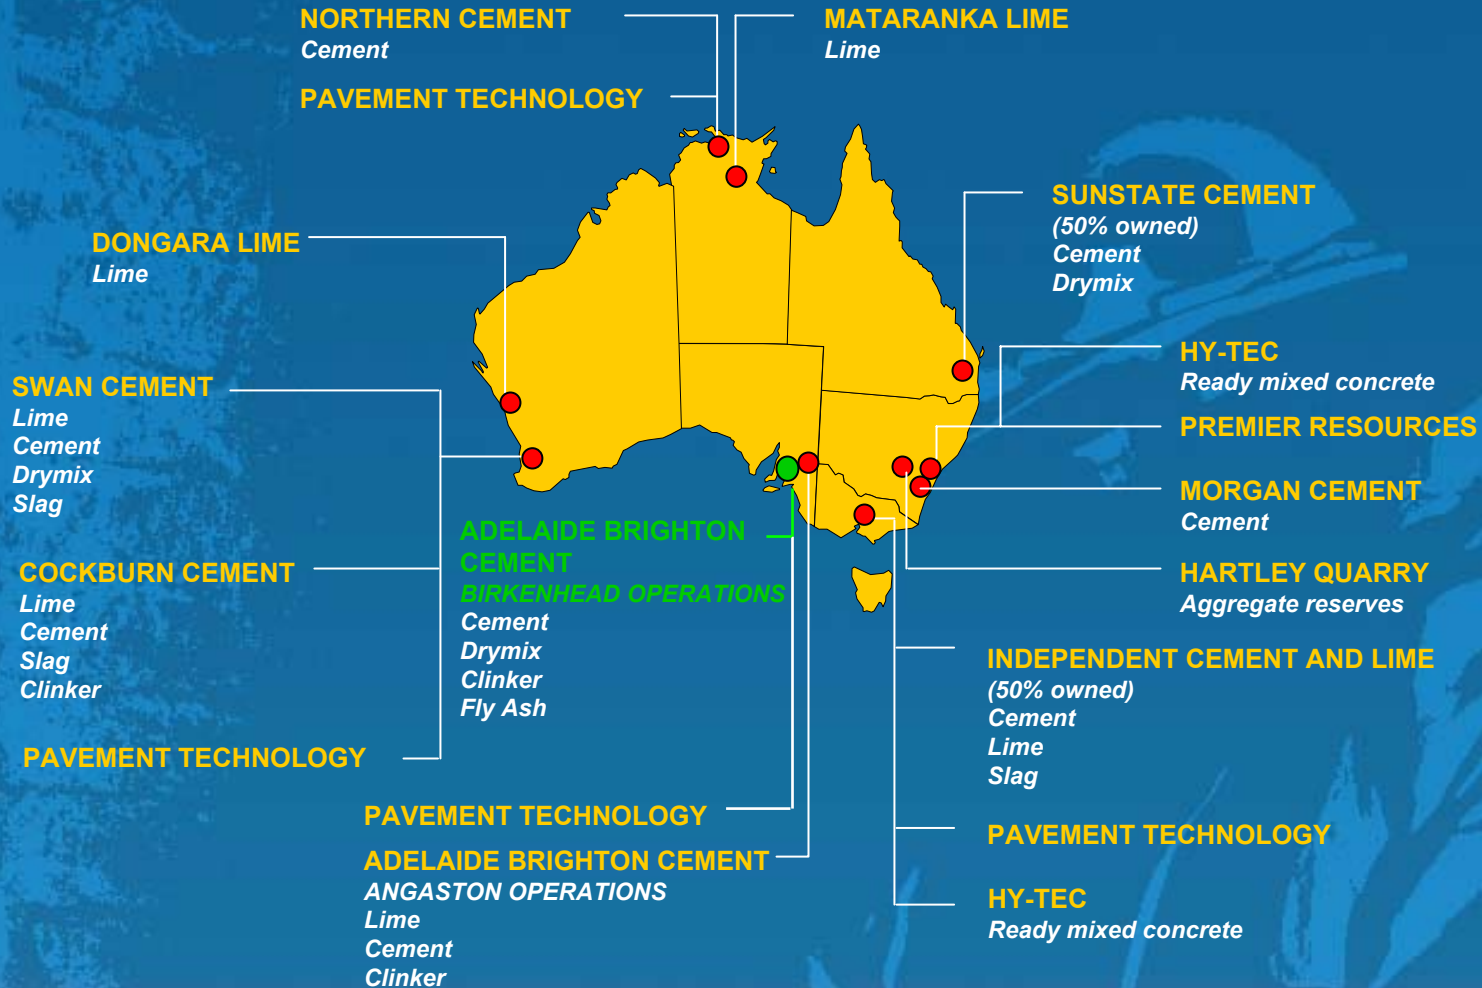 NORTHERN CEMENT
Cement
PAVEMENT TECHNOLOGY
MATARANKA LIME
Lime
DONGARA LIME
Lime
SUNSTATE CEMENT
(50% owned)
Cement
Drymix
SWAN CEMENT
Lime
Cement
Drymix
Slag
HY-TEC
Ready mixed concrete
PREMIER RESOURCES
MORGAN CEMENT
Cement
HARTLEY QUARRY
Aggregate reserves
COCKBURN CEMENT
Lime
Cement
Slag
Clinker
PAVEMENT TECHNOLOGY
ADELAIDE BRIGHTON
CEMENT
BIRKENHEAD OPERATIONS
Cement
Drymix
Clinker
Fly Ash
INDEPENDENT CEMENT AND LIME
(50% owned)
Cement
Lime
Slag
PAVEMENT TECHNOLOGY
HY-TEC
Ready mixed concrete
PAVEMENT TECHNOLOGY
ADELAIDE BRIGHTON CEMENT
ANGASTON OPERATIONS
Lime
Cement
Clinker